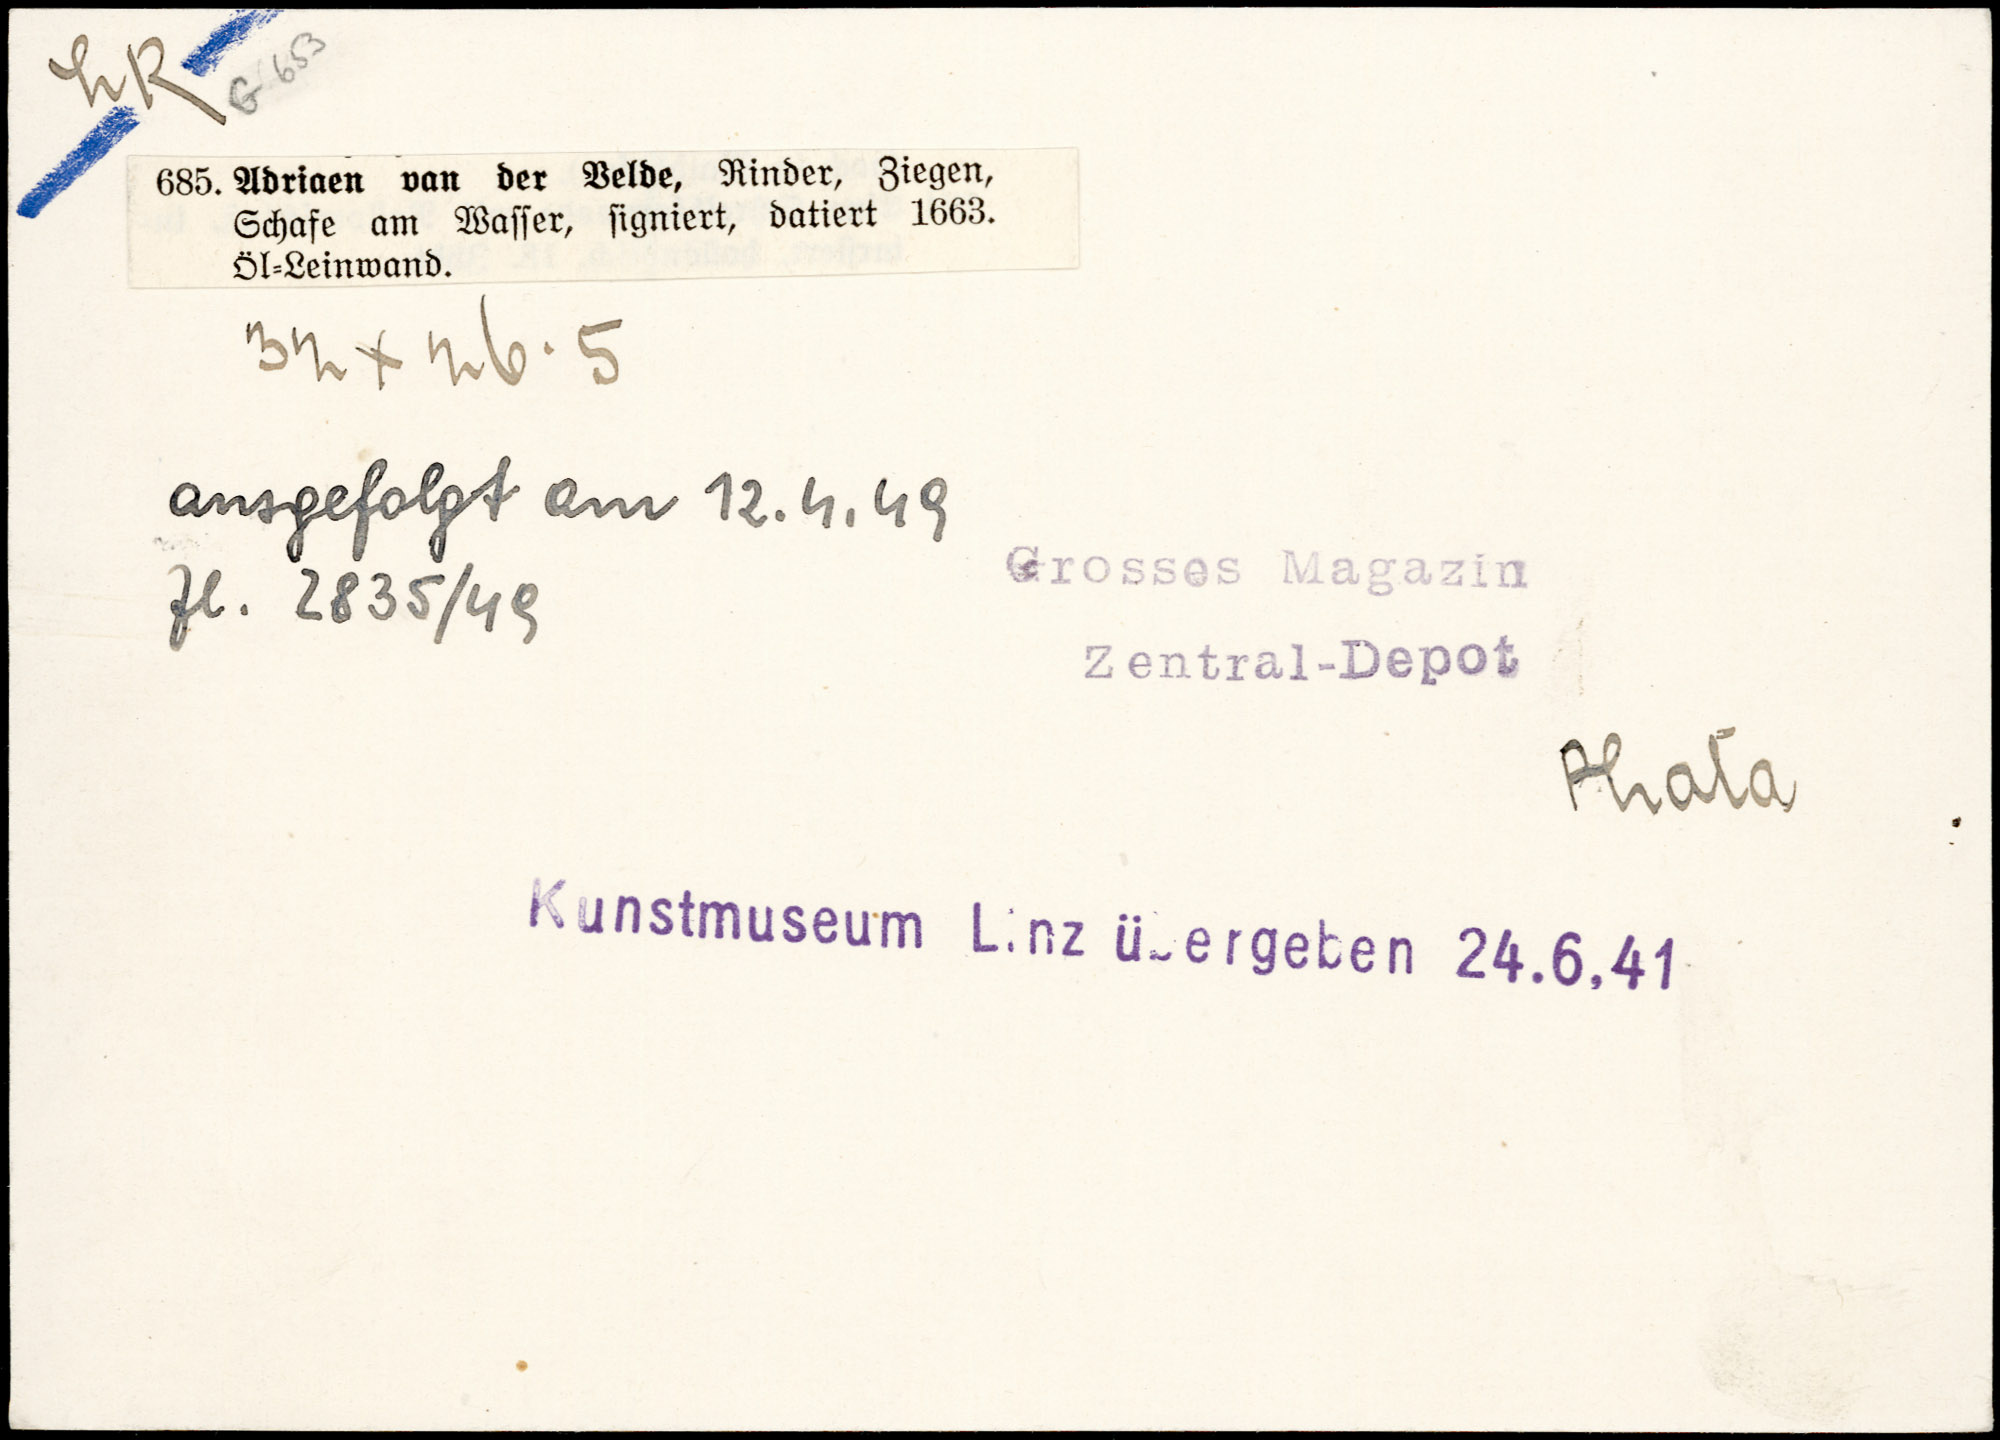 LR
G 653
685. Adriaen van der Velde, Rinder, Ziegen,
Schafe am Wasser, signiert, datiert 1663.
Öl=Leinwand.
32 x 26.5
ausgefolgt am 12.4.49
Zl. 2835/49
Grosses Magazin
Zentral-Depot
Kunstmuseum Linz übergeben 24.6.41